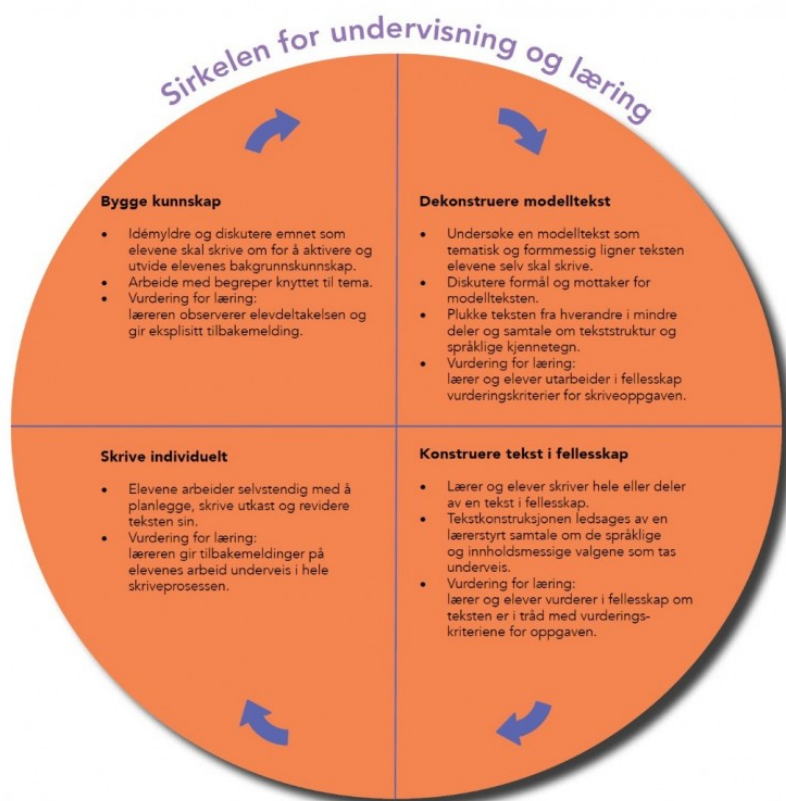 Sirkelen for undervisning og læring
Bygge kunnskap
• Idémyldre og diskutere emnet som
elevene skal skrive om for å aktivere og
utvide elevenes bakgrunnskunnskap.
• Arbeide med begreper knyttet til tema.
• Vurdering for læring:
læreren observerer elevdeltakelsen og
gir eksplisitt tilbakemelding.
Dekonstruere modelltekst
• Undersøke en modelltekst som
tematisk og formmessig ligner teksten
elevene selv skal skrive.
• Diskutere formål og mottaker for
modellteksten.
• Plukke teksten fra hverandre i mindre
deler og samtale om tekststruktur og
språklige kjennetegn.
• Vurdering for læring:
lærer og elever utarbeider i fellesskap
vurderingskriterier for skriveoppgaven.
Skrive individuelt
• Elevene arbeider selvstendig med å
planlegge, skrive utkast og revidere
teksten sin.
• Vurdering for læring:
læreren gir tilbakemeldinger på
elevenes arbeid underveis i hele
skriveprosessen.
Konstruere tekst i fellesskap
• Lærer og elever skriver hele eller deler
av en tekst i fellesskap.
• Tekstkonstruksjonen ledsages av en
lærerstyrt samtale om de språklige
og innholdsmessige valgene som tas
underveis.
• Vurdering for læring:
lærer og elever vurderer i fellesskap om
teksten er i tråd med vurderings-
kriteriene for oppgaven.